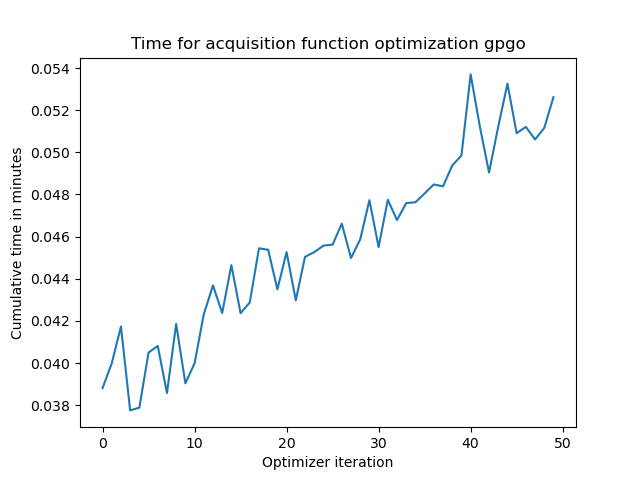 Time for acquisition function optimization gpgo
0.054
0.052
0.050
0.048
0.046
0.044
0.042
0.040
0.038
Cumulative time in minutes
0 10 20 30 40 50
Optimizer iteration